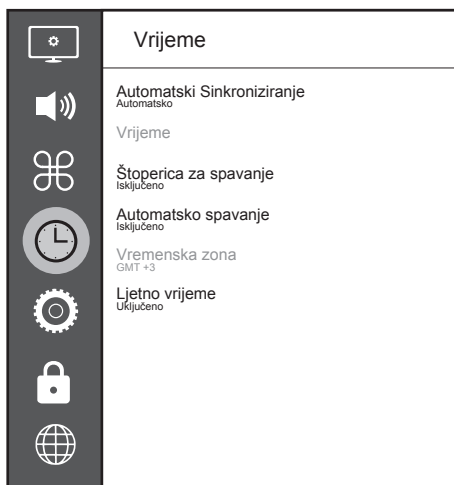 Vrijeme
Automatski Sinkroniziranje
Automatsko
Vrijeme
Štoperica za spavanje
Isključeno
Automatsko spavanje
Isključeno
Vremenska zona
GMT +3
Ljetno vrijeme
Uključeno